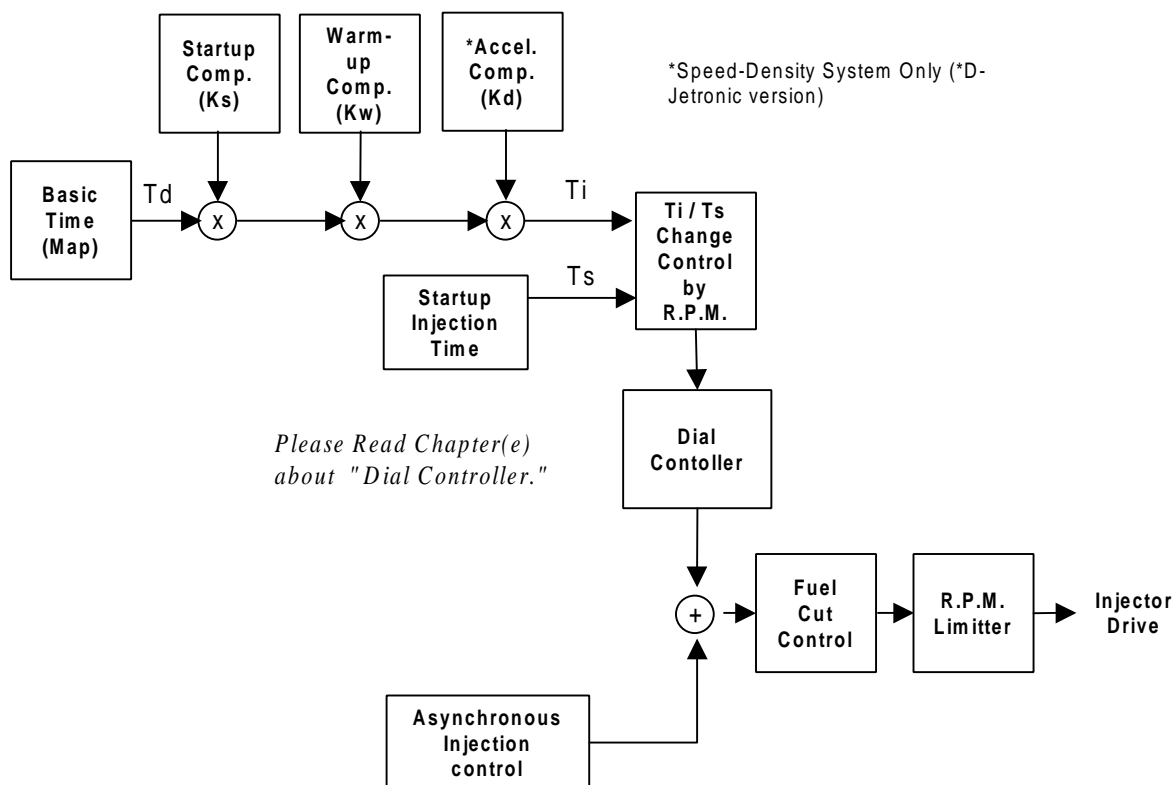 Startup
Comp.
(Ks)
Warm-
up
Comp.
(Kw)
*Accel.
Comp.
(Kd)
*Speed-Density System Only (*D-
Jetronic version)
Basic
Time
(Map)
Td
X
X
X
Ti
Ti / Ts
Change
Control
by
R.P.M.
Ts
Startup
Injection
Time
Please Read Chapter(e)
about "Dial Controller."
Dial
Contoller
+
Fuel
Cut
Control
R.P.M.
Limitter
Injector
Drive
Asynchronous
Injection
control